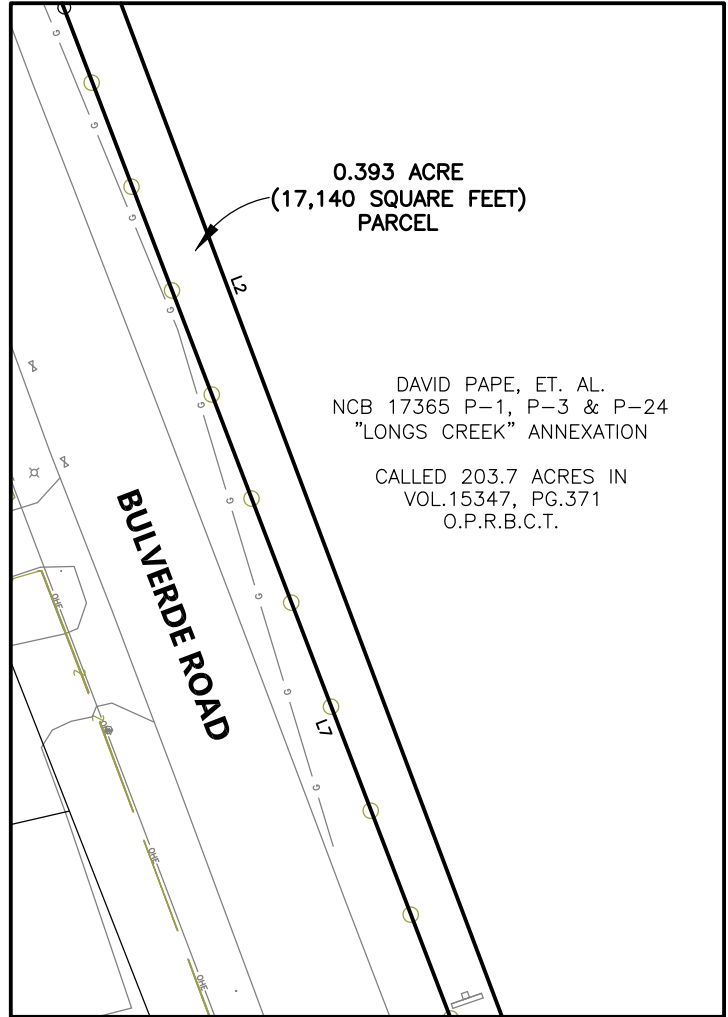 0.393 ACRE
(17,140 SQUARE FEET)
PARCEL
L2
DAVID PAPE, ET. AL.
NCB 17365 P-1, P-3 & P-24
"LONGS CREEK" ANNEXATION
CALLED 203.7 ACRES IN
VOL.15347, PG.371
O.P.R.B.C.T.
BULVERDE ROAD
L7
G
G
G
G
G
G
G
G
G
OHE
OHE
OHE